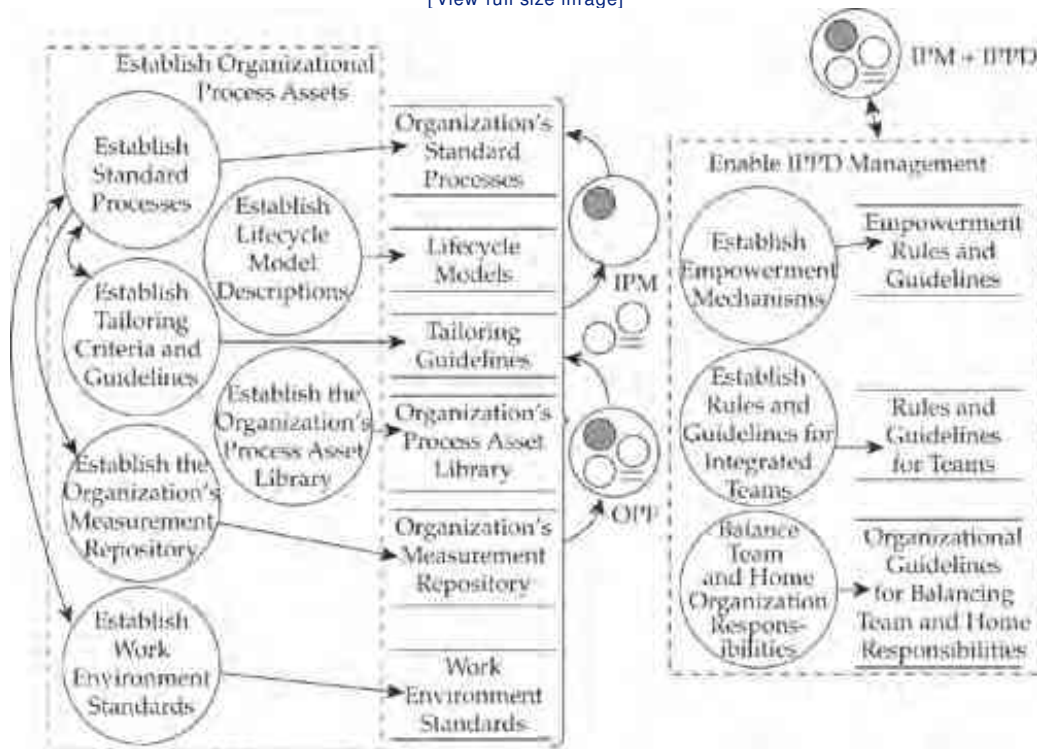 [View full size image]
Establish Organizational
Process Assets
Establish
Standard
Processes
Establish
Lifecycle
Model
Descriptions
Establish
Tailoring
Criteria and
Guidelines
Establish the
Organization's
Process Asset
Library
Establish the
Organization's
Measurement
Repository
Establish
Work
Environment
Standards
Organization's
Standard
Processes
Lifecycle
Models
Tailoring
Guidelines
Organization's
Process Asset
Library
Organization's
Measurement
Repository
Work
Environment
Standards
IPM
OPF
IPM + IPPD
Enable IPPD Management
Establish
Empowerment
Mechanisms
Empowerment
Rules and
Guidelines
Establish
Rules and
Guidelines for
Integrated
Teams
Rules and
Guidelines
for Teams
Balance
Team
and Home
Organization
Respons-
ibilities
Organizational
Guidelines
for Balancing
Team and Home
Responsibilities